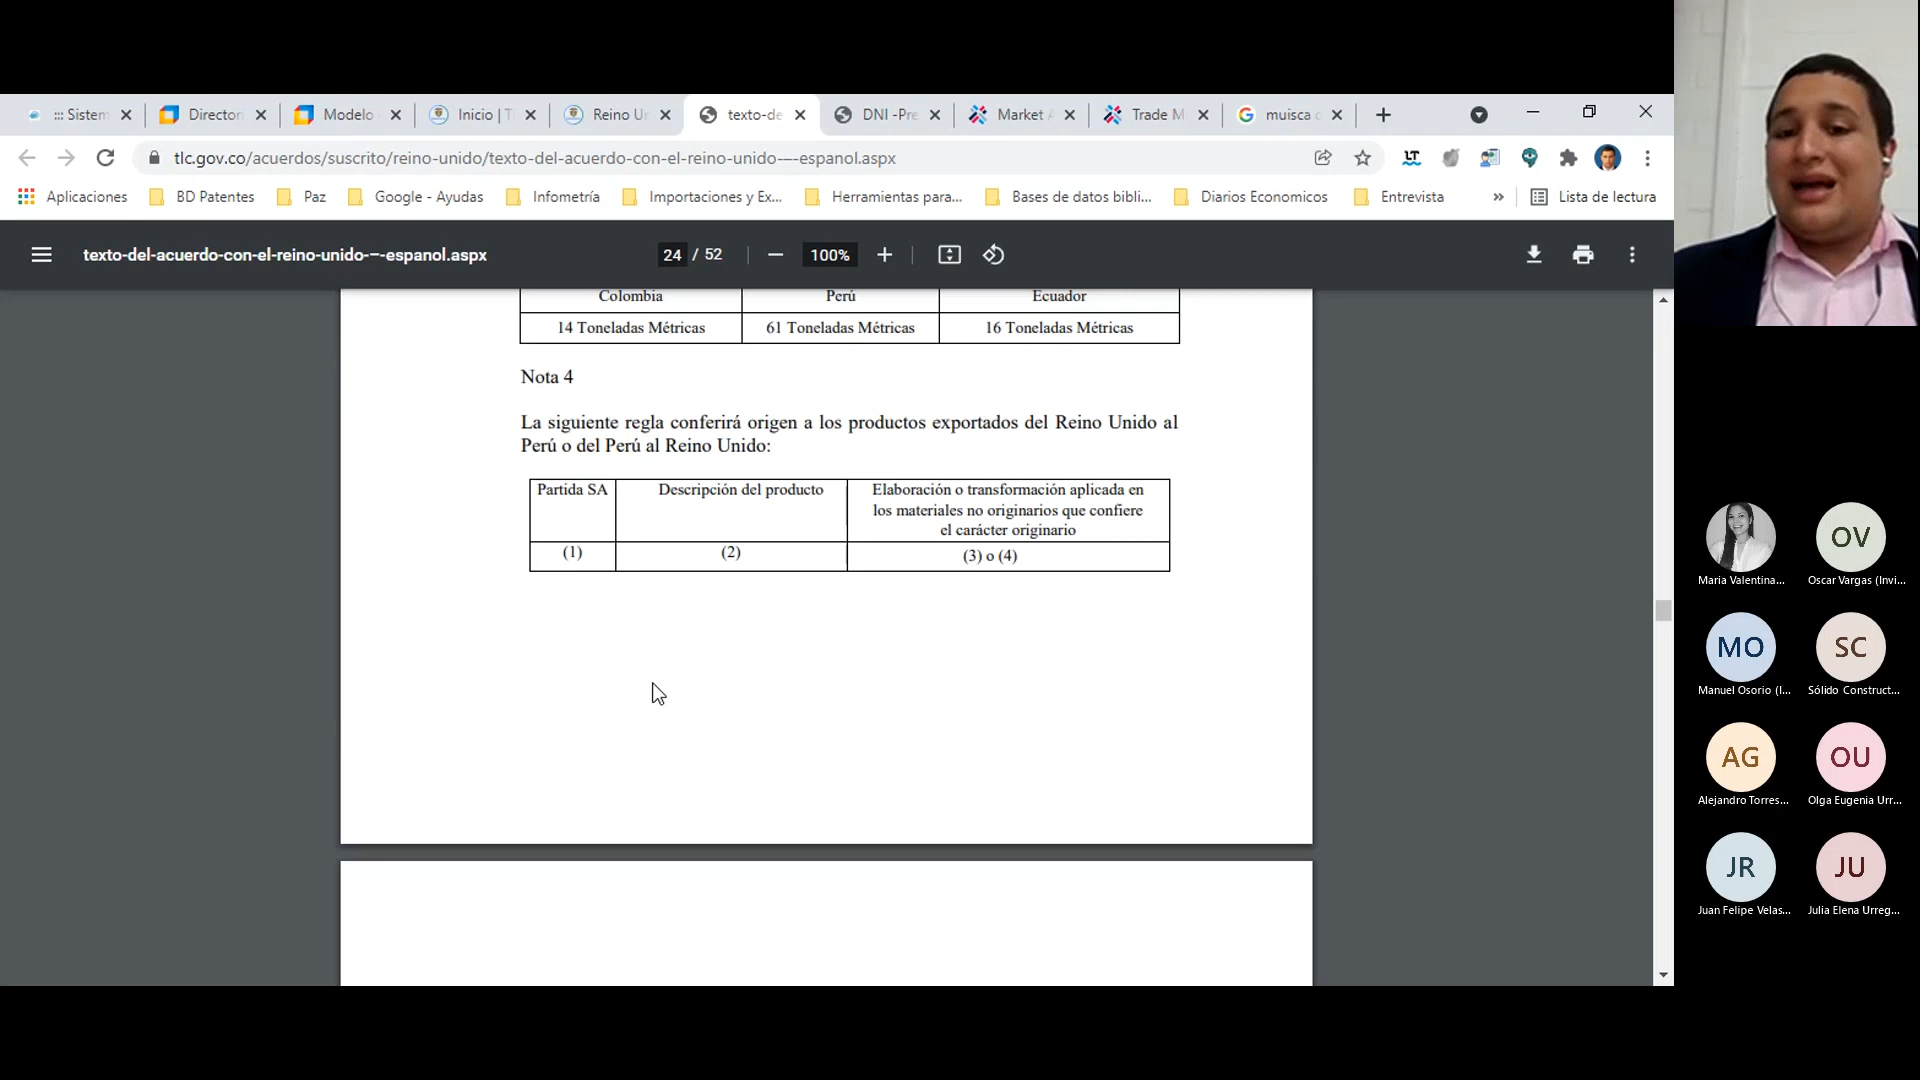 ::: Sistem
Director
Modelo
Inicio | T
Reino U
texto-de
DNI -Pre
Market
Trade M
muisca
tlc.gov.co/acuerdos/suscrito/reino-unido/texto-del-acuerdo-con-el-reino-unido-–-espanol.aspx
Aplicaciones
BD Patentes
Paz
Google - Ayudas
Infometría
Importaciones y Ex...
Herramientas para...
Bases de datos bibli...
Diarios Economicos
Entrevista
»
Lista de lectura
texto-del-acuerdo-con-el-reino-unido-–-espanol.aspx
24 / 52
100%
Colombia Perú Ecuador
14 Toneladas Métricas 61 Toneladas Métricas 16 Toneladas Métricas
Nota 4
La siguiente regla conferirá origen a los productos exportados del Reino Unido al
Perú o del Perú al Reino Unido:
Partida SA Descripción del producto Elaboración o transformación aplicada en
los materiales no originarios que confiere
el carácter originario
(1) (2) (3) o (4)
OV
Maria Valentina... Oscar Vargas (Invi...
MO SC
Manuel Osorio (I... Sólido Construct...
AG OU
Alejandro Torres... Olga Eugenia Urr...
JR JU
Juan Felipe Velas... Julia Elena Urreg...